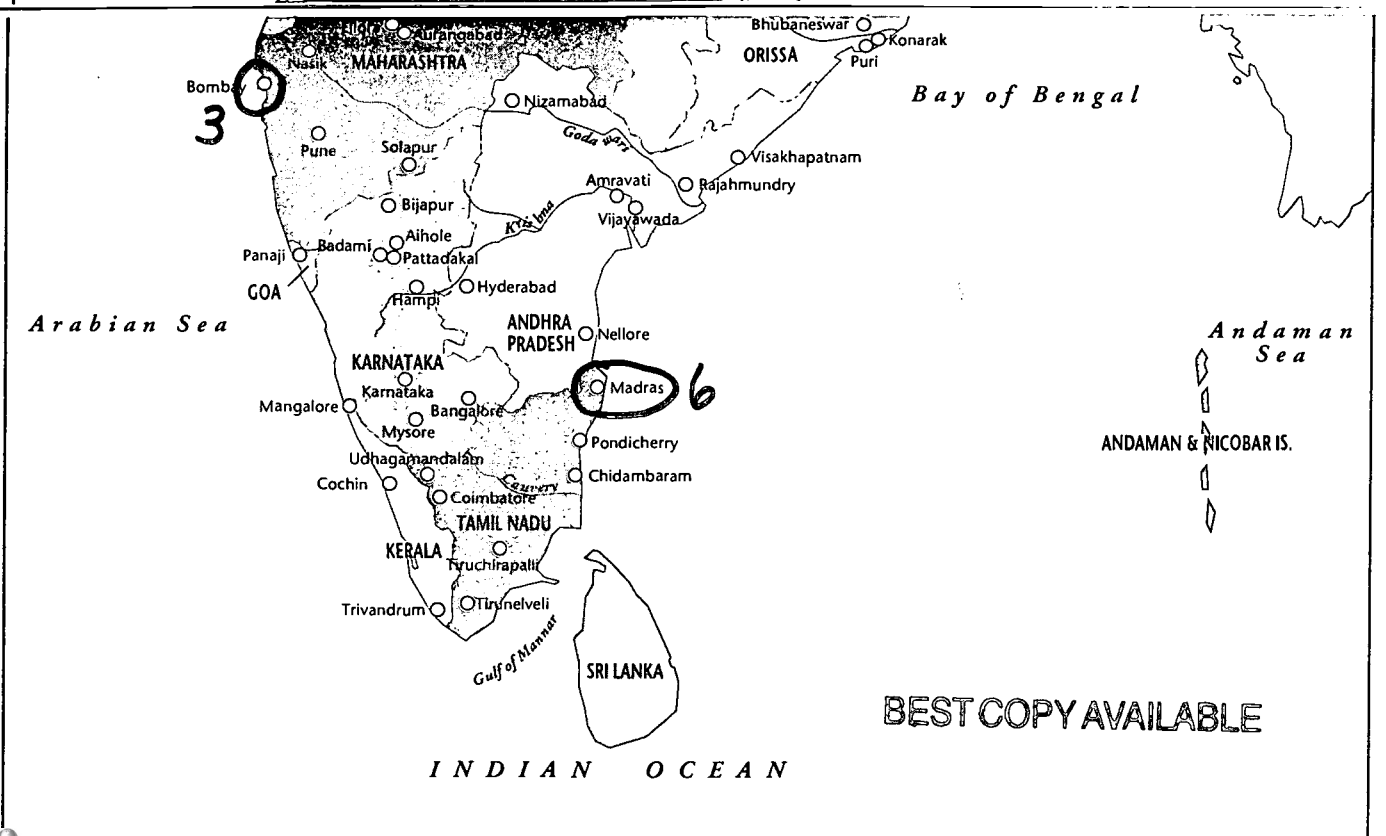 Ellora
Aurangabad
Nasik
MAHARASHTRA
Bhubaneswar
Konarak
Puri
ORISSA
Bombay
3
Bay of Bengal
Nizamabad
Pune
Solapur
Godawari
Visakhapatnam
Amravati
Rajahmundry
Bijapur
Krishna
Vijayawada
Aihole
Badami
Pattadakal
Panaji
GOA
Hampi
Hyderabad
Arabian Sea
ANDHRA
PRADESH
Nellore
Andaman
Sea
KARNATAKA
Karnataka
Madras
6
Mangalore
Bangalore
Mysore
Pondicherry
ANDAMAN & NICOBAR IS.
Udhagamandalam
Cochin
Cauvery
Chidambaram
Coimbatore
TAMIL NADU
KERALA
Tiruchirapalli
Trivandrum
Tirunelveli
Gulf of Mannar
SRI LANKA
BEST COPY AVAILABLE
INDIAN OCEAN